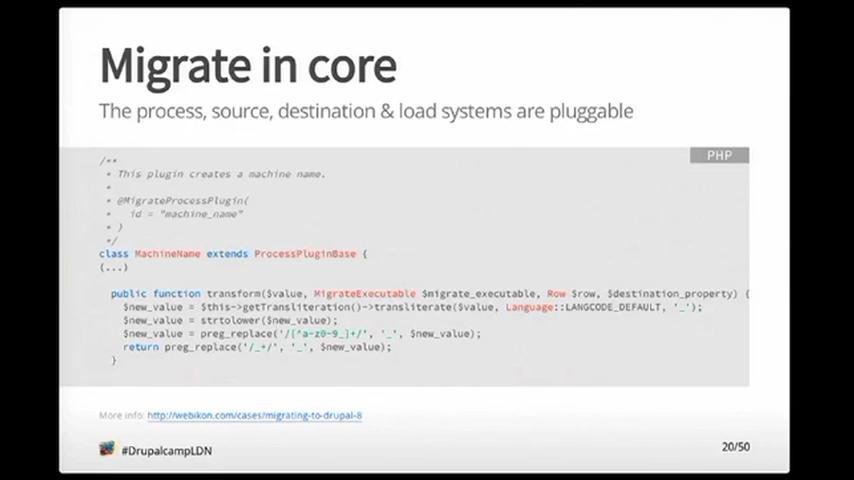 Migrate in core
The process, source, destination & load systems are pluggable
PHP
/**
* This plugin creates a machine name.
*
* @MigrateProcessPlugin(
*   id = "machine_name"
* )
*/
class MachineName extends ProcessPluginBase {
(...)
public function transform($value, MigrateExecutable $migrate_executable, Row $row, $destination_property) {
$new_value = $this->getTransliteration()->transliterate($value, Language::LANGCODE_DEFAULT, '_');
$new_value = strtolower($new_value);
$new_value = preg_replace('/[^a-z0-9_]+/', '_', $new_value);
return preg_replace('/_+/', '_', $new_value);
}
More info: http://webikon.com/cases/migrating-to-drupal-8
#DrupalcampLDN
20/50